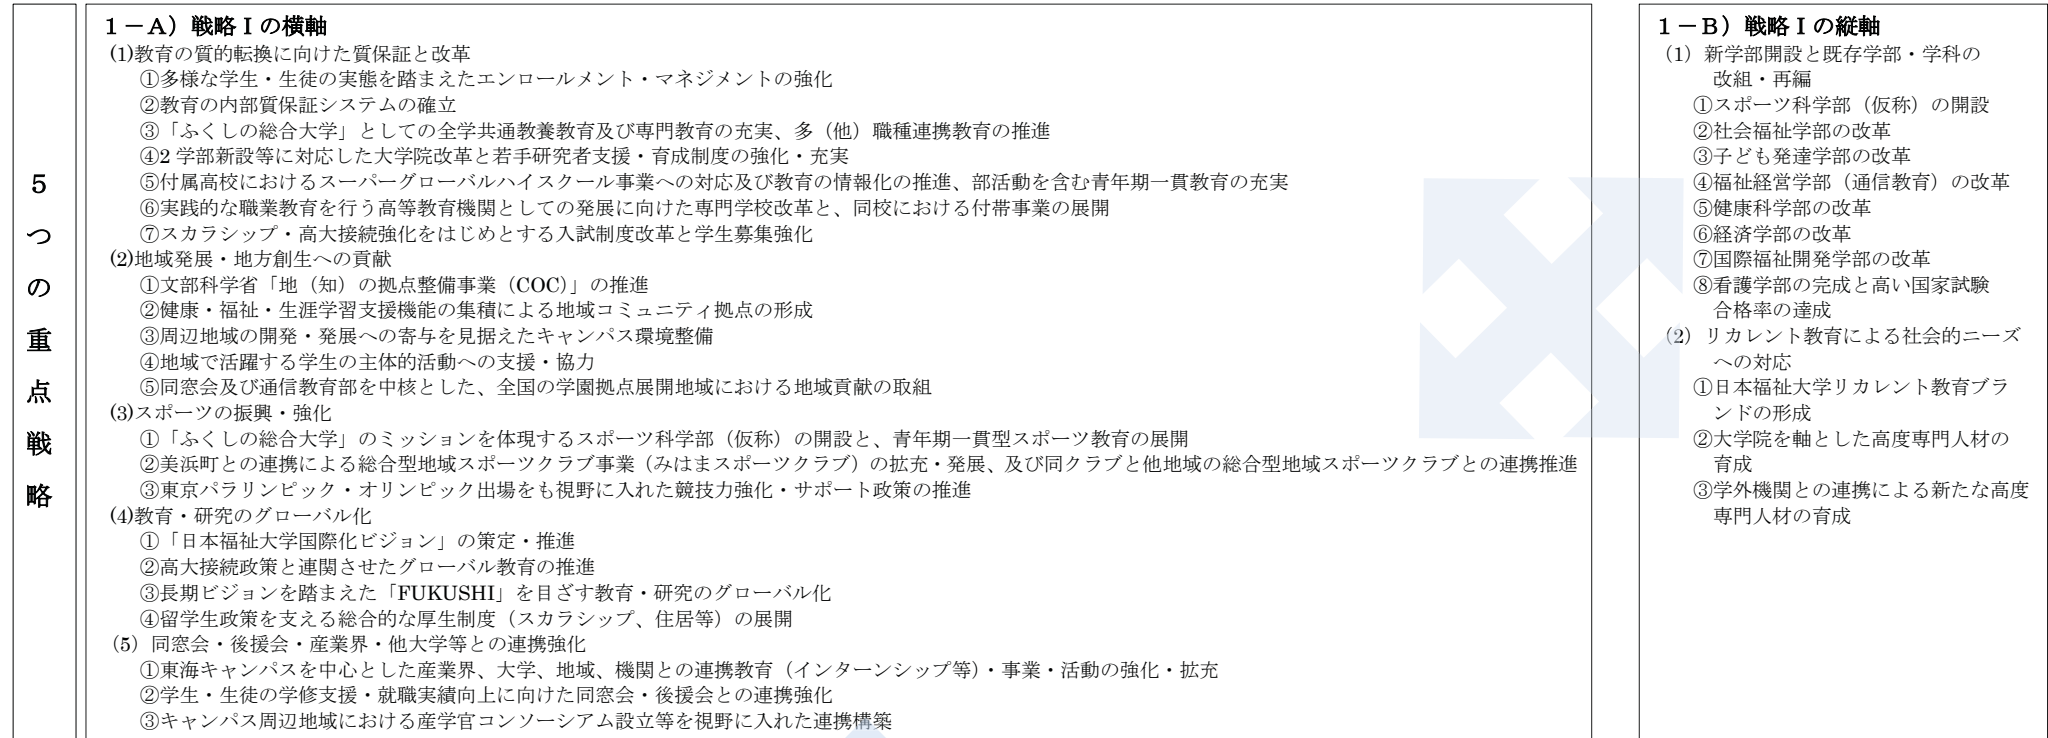 5つの重点戦略
1－A）戦略Ⅰの横軸
(1)教育の質的転換に向けた質保証と改革
①多様な学生・生徒の実態を踏まえたエンロールメント・マネジメントの強化
②教育の内部質保証システムの確立
③「ふくしの総合大学」としての全学共通教養教育及び専門教育の充実、多（他）職種連携教育の推進
④2 学部新設等に対応した大学院改革と若手研究者支援・育成制度の強化・充実
⑤付属高校におけるスーパーグローバルハイスクール事業への対応及び教育の情報化の推進、部活動を含む青年期一貫教育の充実
⑥実践的な職業教育を行う高等教育機関としての発展に向けた専門学校改革と、同校における付帯事業の展開
⑦スカラシップ・高大接続強化をはじめとする入試制度改革と学生募集強化
(2)地域発展・地方創生への貢献
①文部科学省「地（知）の拠点整備事業（COC）」の推進
②健康・福祉・生涯学習支援機能の集積による地域コミュニティ拠点の形成
③周辺地域の開発・発展への寄与を見据えたキャンパス環境整備
④地域で活躍する学生の主体的活動への支援・協力
⑤同窓会及び通信教育部を中核とした、全国の学園拠点展開地域における地域貢献の取組
(3)スポーツの振興・強化
①「ふくしの総合大学」のミッションを体現するスポーツ科学部（仮称）の開設と、青年期一貫型スポーツ教育の展開
②美浜町との連携による総合型地域スポーツクラブ事業（みはまスポーツクラブ）の拡充・発展、及び同クラブと他地域の総合型地域スポーツクラブとの連携推進
③東京パラリンピック・オリンピック出場をも視野に入れた競技力強化・サポート政策の推進
(4)教育・研究のグローバル化
①「日本福祉大学国際化ビジョン」の策定・推進
②高大接続政策と連関させたグローバル教育の推進
③長期ビジョンを踏まえた「FUKUSHI」を目ざす教育・研究のグローバル化
④留学生政策を支える総合的な厚生制度（スカラシップ、住居等）の展開
（5）同窓会・後援会・産業界・他大学等との連携強化
①東海キャンパスを中心とした産業界、大学、地域、機関との連携教育（インターンシップ等）・事業・活動の強化・拡充
②学生・生徒の学修支援・就職実績向上に向けた同窓会・後援会との連携強化
③キャンパス周辺地域における産学官コンソーシアム設立等を視野に入れた連携構築
1－B）戦略Ⅰの縦軸
（1）新学部開設と既存学部・学科の
改組・再編
①スポーツ科学部（仮称）の開設
②社会福祉学部の改革
③子ども発達学部の改革
④福祉経営学部（通信教育）の改革
⑤健康科学部の改革
⑥経済学部の改革
⑦国際福祉開発学部の改革
⑧看護学部の完成と高い国家試験
合格率の達成
（2）リカレント教育による社会的ニーズ
への対応
①日本福祉大学リカレント教育ブラ
ンドの形成
②大学院を軸とした高度専門人材の
育成
③学外機関との連携による新たな高度
専門人材の育成